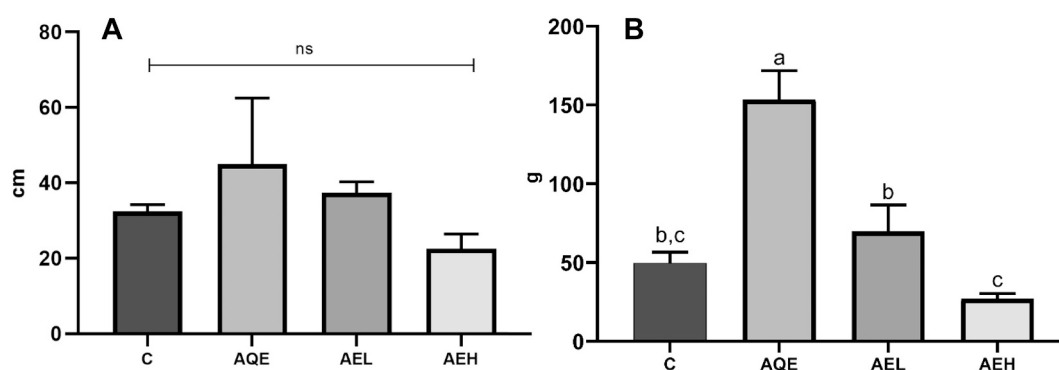 A
ns
80
60
40
20
0
cm
C AQE AEL AEH
B
200
150
100
50
0
g
b,c
a
b
c
C AQE AEL AEH